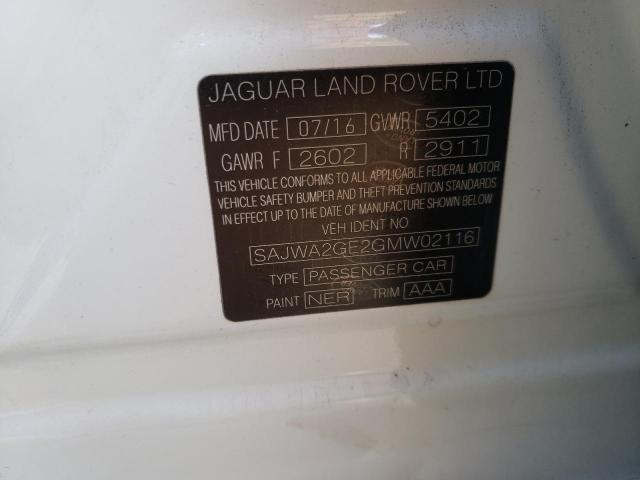 JAGUAR LAND ROVER LTD
MFD DATE 07/16 GVWR 5402
GAWR F 2602 R 2911
THIS VEHICLE CONFORMS TO ALL APPLICABLE FEDERAL MOTOR
VEHICLE SAFETY BUMPER AND THEFT PREVENTION STANDARDS
IN EFFECT UP TO THE DATE OF MANUFACTURE SHOWN BELOW
VEH IDENT NO
SAJWA2GE2GMW02116
TYPE PASSENGER CAR
PAINT NER TRIM AAA